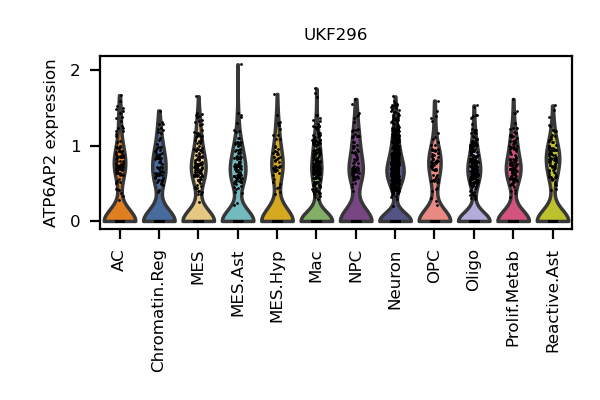 UKF296
ATP6AP2 expression
2
1
0
AC
Chromatin.Reg
MES
MES.Ast
MES.Hyp
Mac
NPC
Neuron
OPC
Oligo
Prolif.Metab
Reactive.Ast